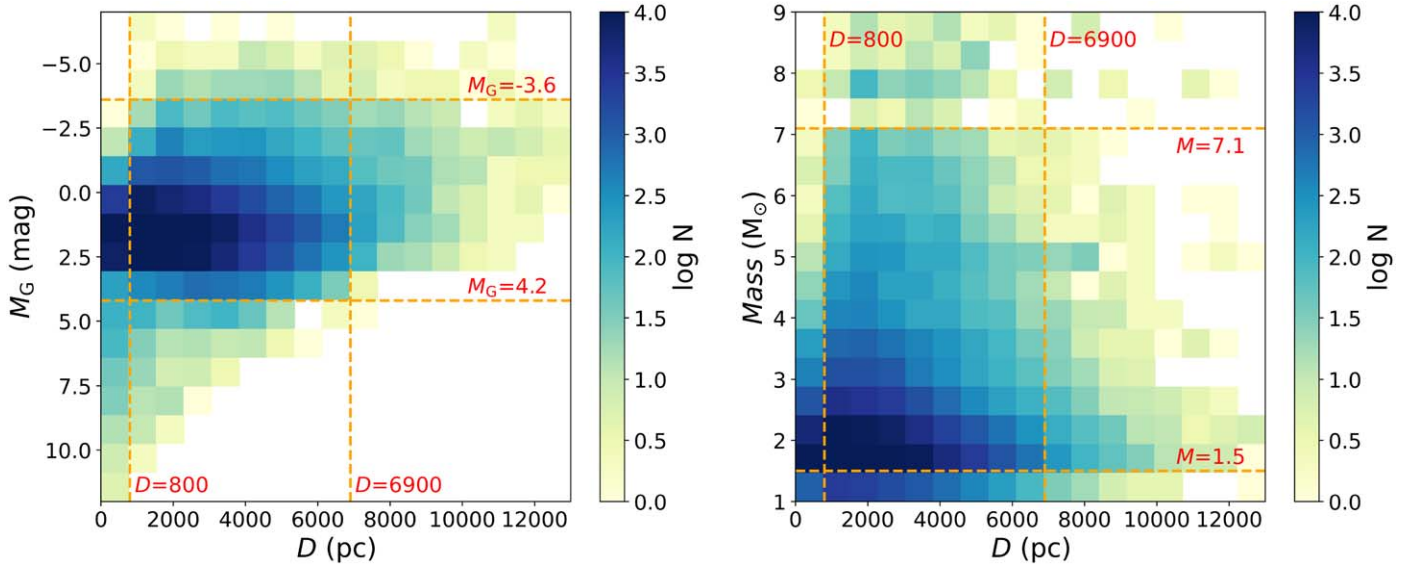 4.0
3.5
3.0
2.5
2.0
1.5
1.0
0.5
0.0
log N
−5.0
−2.5
0.0
2.5
5.0
7.5
10.0
M_G (mag)
M_G=-3.6
M_G=4.2
D=800
D=6900
0 2000 4000 6000 8000 10000 12000
D (pc)
9
8
7
6
5
4
3
2
1
Mass (M⊙)
D=800
D=6900
M=7.1
M=1.5
0 2000 4000 6000 8000 10000 12000
D (pc)
4.0
3.5
3.0
2.5
2.0
1.5
1.0
0.5
0.0
log N